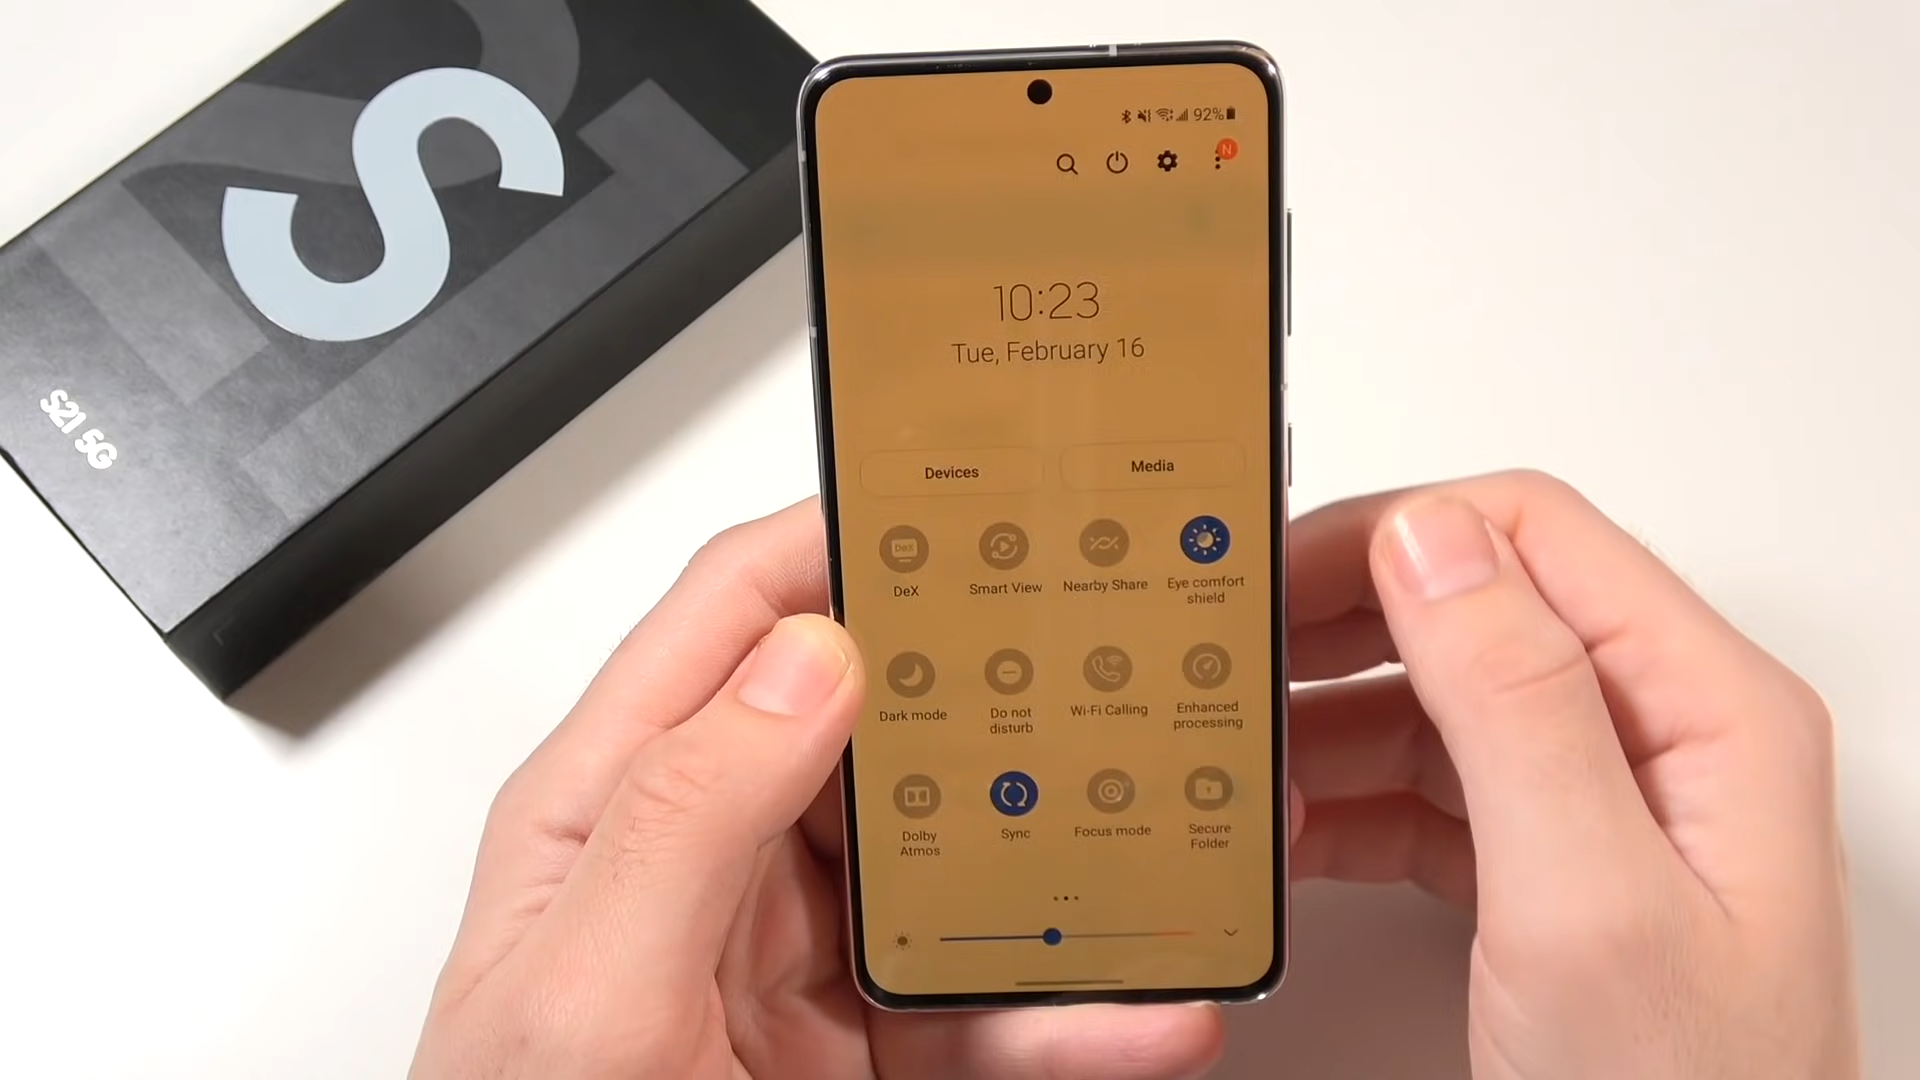 S
S21 5G
92%
N
10:23
Tue, February 16
Devices
Media
DeX
DeX
Smart View
Nearby Share
Eye comfort
shield
Dark mode
Do not
disturb
Wi-Fi Calling
Enhanced
processing
Dolby
Atmos
Sync
Focus mode
Secure
Folder